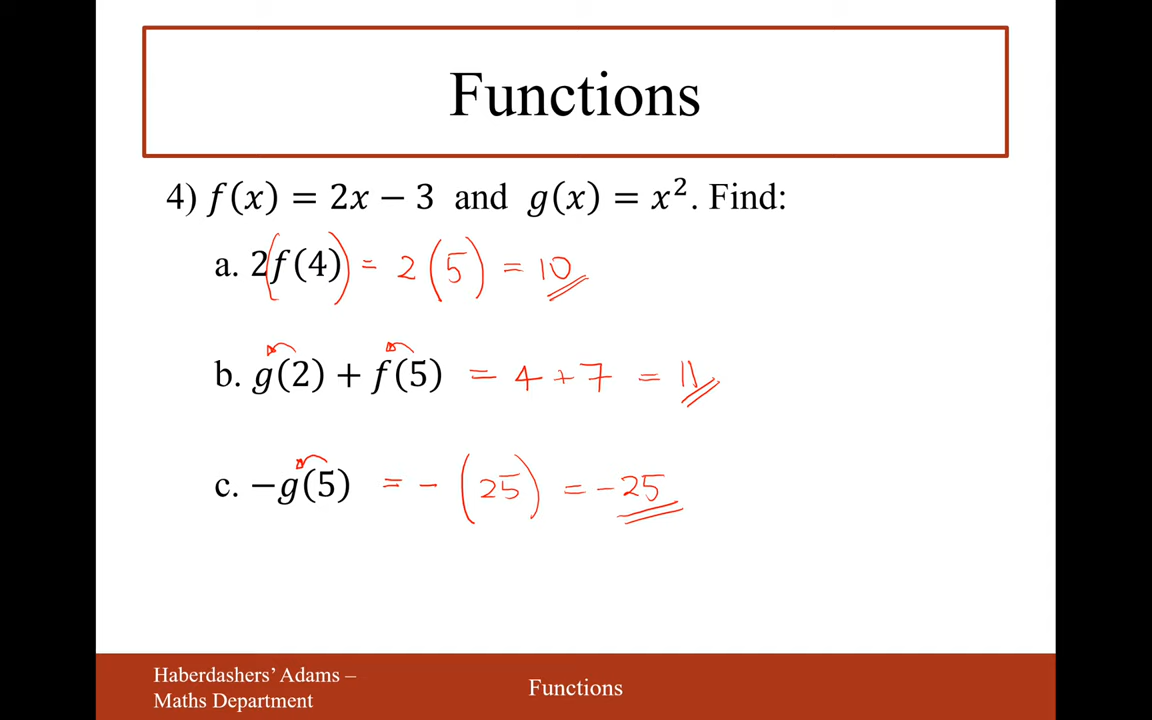 Functions
4) f(x) = 2x − 3 and g(x) = x². Find:
a. 2(f(4)) = 2(5) = 10
b. g(2) + f(5) = 4 + 7 = 11
c. −g(5) = −(25) = −25
Haberdashers’ Adams –
Maths Department
Functions